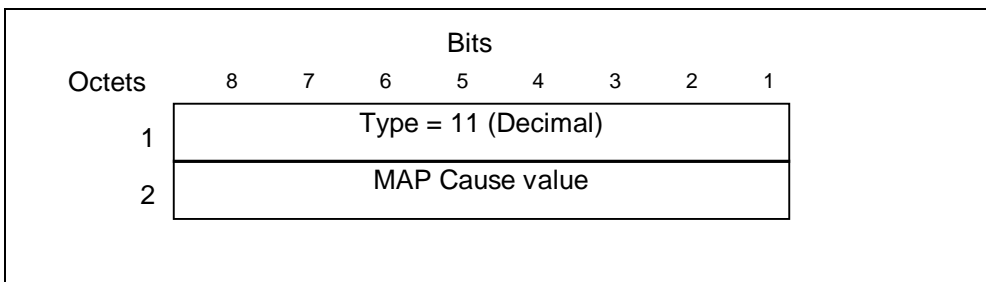 Bits
Octets 8 7 6 5 4 3 2 1
1 Type = 11 (Decimal)
2 MAP Cause value